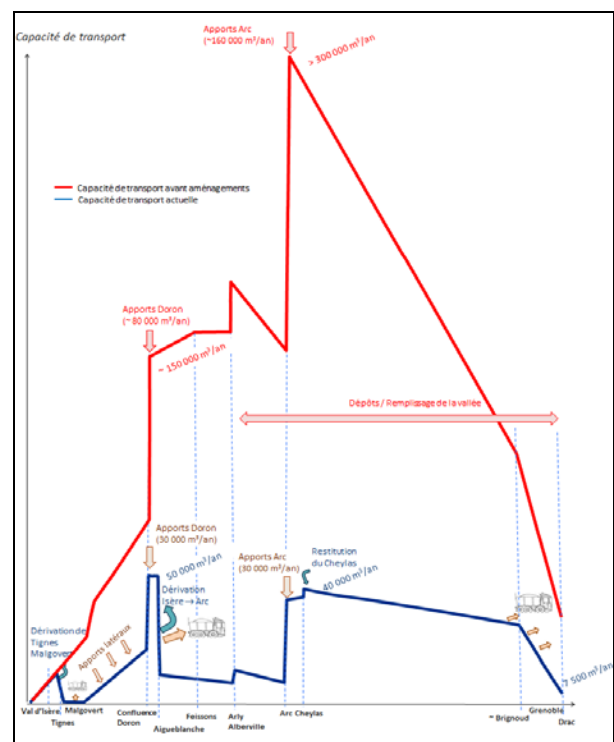 Capacité de transport
Apports Arc
(~160 000 m³/an)
> 300 000 m³/an
Capacité de transport avant aménagements
Capacité de transport actuelle
Apports Doron
(~ 80 000 m³/an)
~ 150 000 m³/an
Dépôts / Remplissage de la vallée
Apports Doron
(30 000 m³/an)
50 000 m³/an
Dérivation
Isère → Arc
Apports Arc
(30 000 m³/an)
Restitution
du Cheylas
40 000 m³/an
Dérivation de
Tignes
Malgovert
Apports latéraux
7 500 m³/an
Val d'Isère
Tignes
Malgovert
Confluence
Doron
Aigueblanche
Feissons
Arly
Alberville
Arc
Cheylas
~ Brignoud
Grenoble
Drac